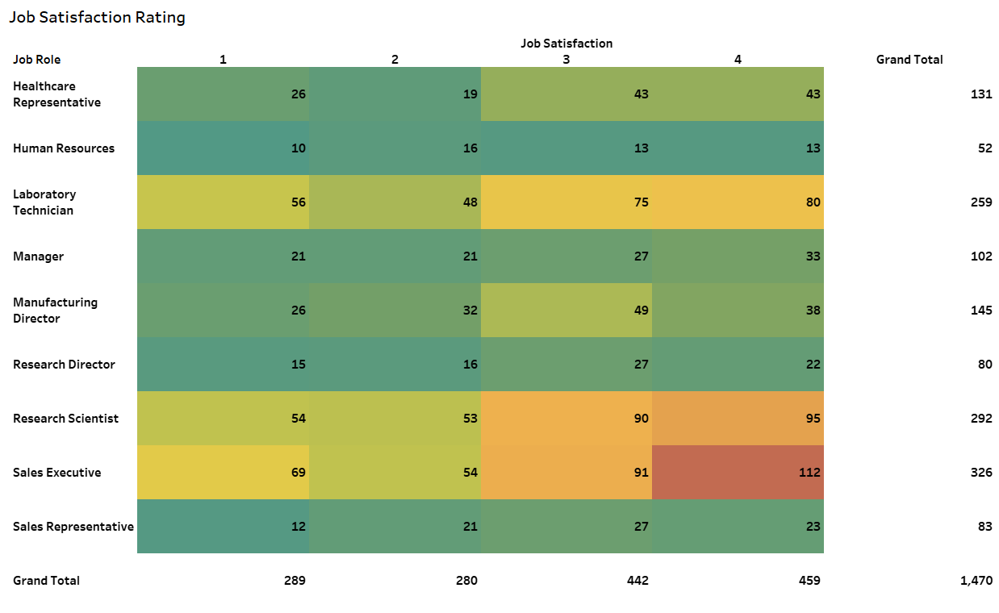 Job Satisfaction Rating
Job Satisfaction
Job Role 1 2 3 4 Grand Total
Healthcare
Representative 26 19 43 43 131
Human Resources 10 16 13 13 52
Laboratory
Technician 56 48 75 80 259
Manager 21 21 27 33 102
Manufacturing
Director 26 32 49 38 145
Research Director 15 16 27 22 80
Research Scientist 54 53 90 95 292
Sales Executive 69 54 91 112 326
Sales Representative 12 21 27 23 83
Grand Total 289 280 442 459 1,470